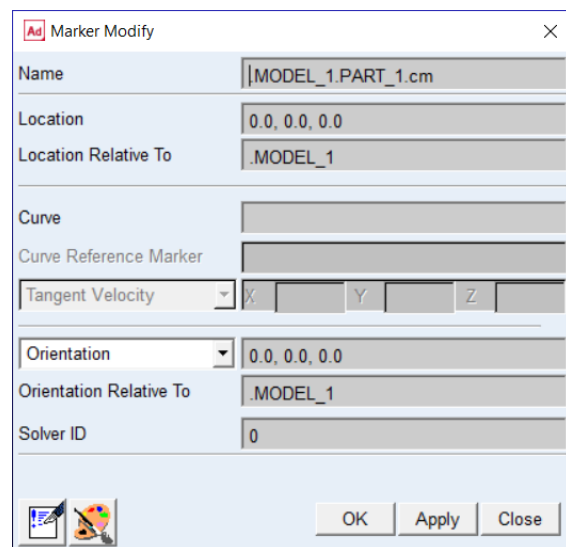 Ad Marker Modify
Name MODEL_1.PART_1.cm
Location 0.0, 0.0, 0.0
Location Relative To .MODEL_1
Curve
Curve Reference Marker
Tangent Velocity X Y Z
Orientation 0.0, 0.0, 0.0
Orientation Relative To .MODEL_1
Solver ID 0
OK Apply Close